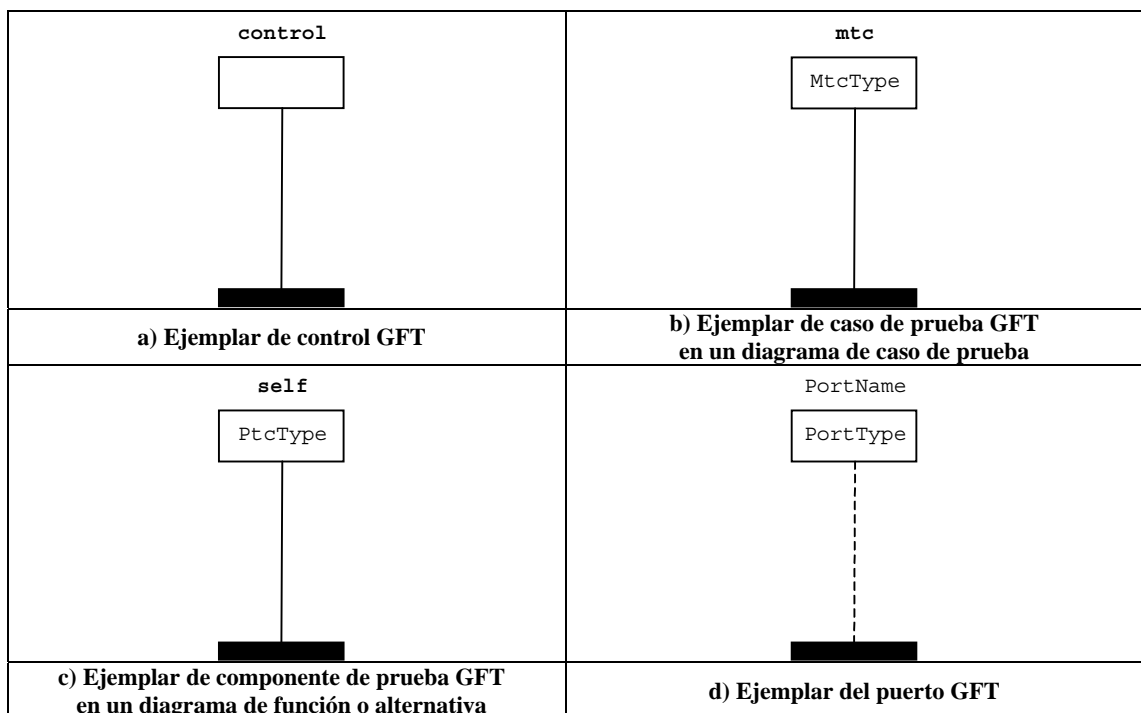 control
a) Ejemplar de control GFT
mtc
MtcType
b) Ejemplar de caso de prueba GFT
en un diagrama de caso de prueba
self
PtcType
c) Ejemplar de componente de prueba GFT
en un diagrama de función o alternativa
PortName
PortType
d) Ejemplar del puerto GFT